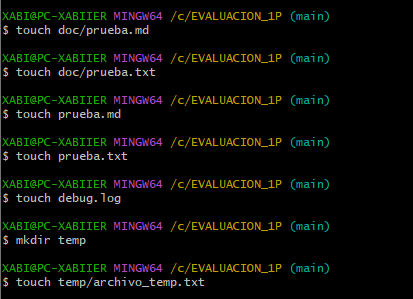 XABI@PC-XABIIER MINGW64 /c/EVALUACION_1P (main)
$ touch doc/prueba.md
XABI@PC-XABIIER MINGW64 /c/EVALUACION_1P (main)
$ touch doc/prueba.txt
XABI@PC-XABIIER MINGW64 /c/EVALUACION_1P (main)
$ touch prueba.md
XABI@PC-XABIIER MINGW64 /c/EVALUACION_1P (main)
$ touch prueba.txt
XABI@PC-XABIIER MINGW64 /c/EVALUACION_1P (main)
$ touch debug.log
XABI@PC-XABIIER MINGW64 /c/EVALUACION_1P (main)
$ mkdir temp
XABI@PC-XABIIER MINGW64 /c/EVALUACION_1P (main)
$ touch temp/archivo_temp.txt